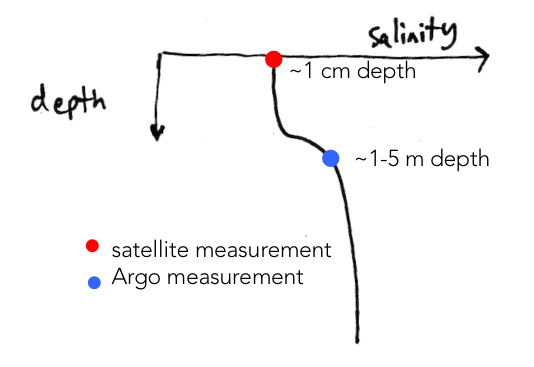 salinity
~1 cm depth
depth
~1-5 m depth
satellite measurement
Argo measurement